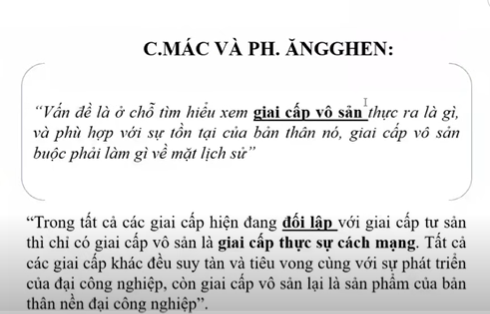 C.MÁC VÀ PH. ĂNGGHEN:
“Vấn đề là ở chỗ tìm hiểu xem giai cấp vô sản thực ra là gì,
và phù hợp với sự tồn tại của bản thân nó, giai cấp vô sản
buộc phải làm gì về mặt lịch sử”
“Trong tất cả các giai cấp hiện đang đối lập với giai cấp tư sản
thì chỉ có giai cấp vô sản là giai cấp thực sự cách mạng. Tất cả
các giai cấp khác đều suy tàn và tiêu vong cùng với sự phát triển
của đại công nghiệp, còn giai cấp vô sản lại là sản phẩm của bản
thân nền đại công nghiệp”.